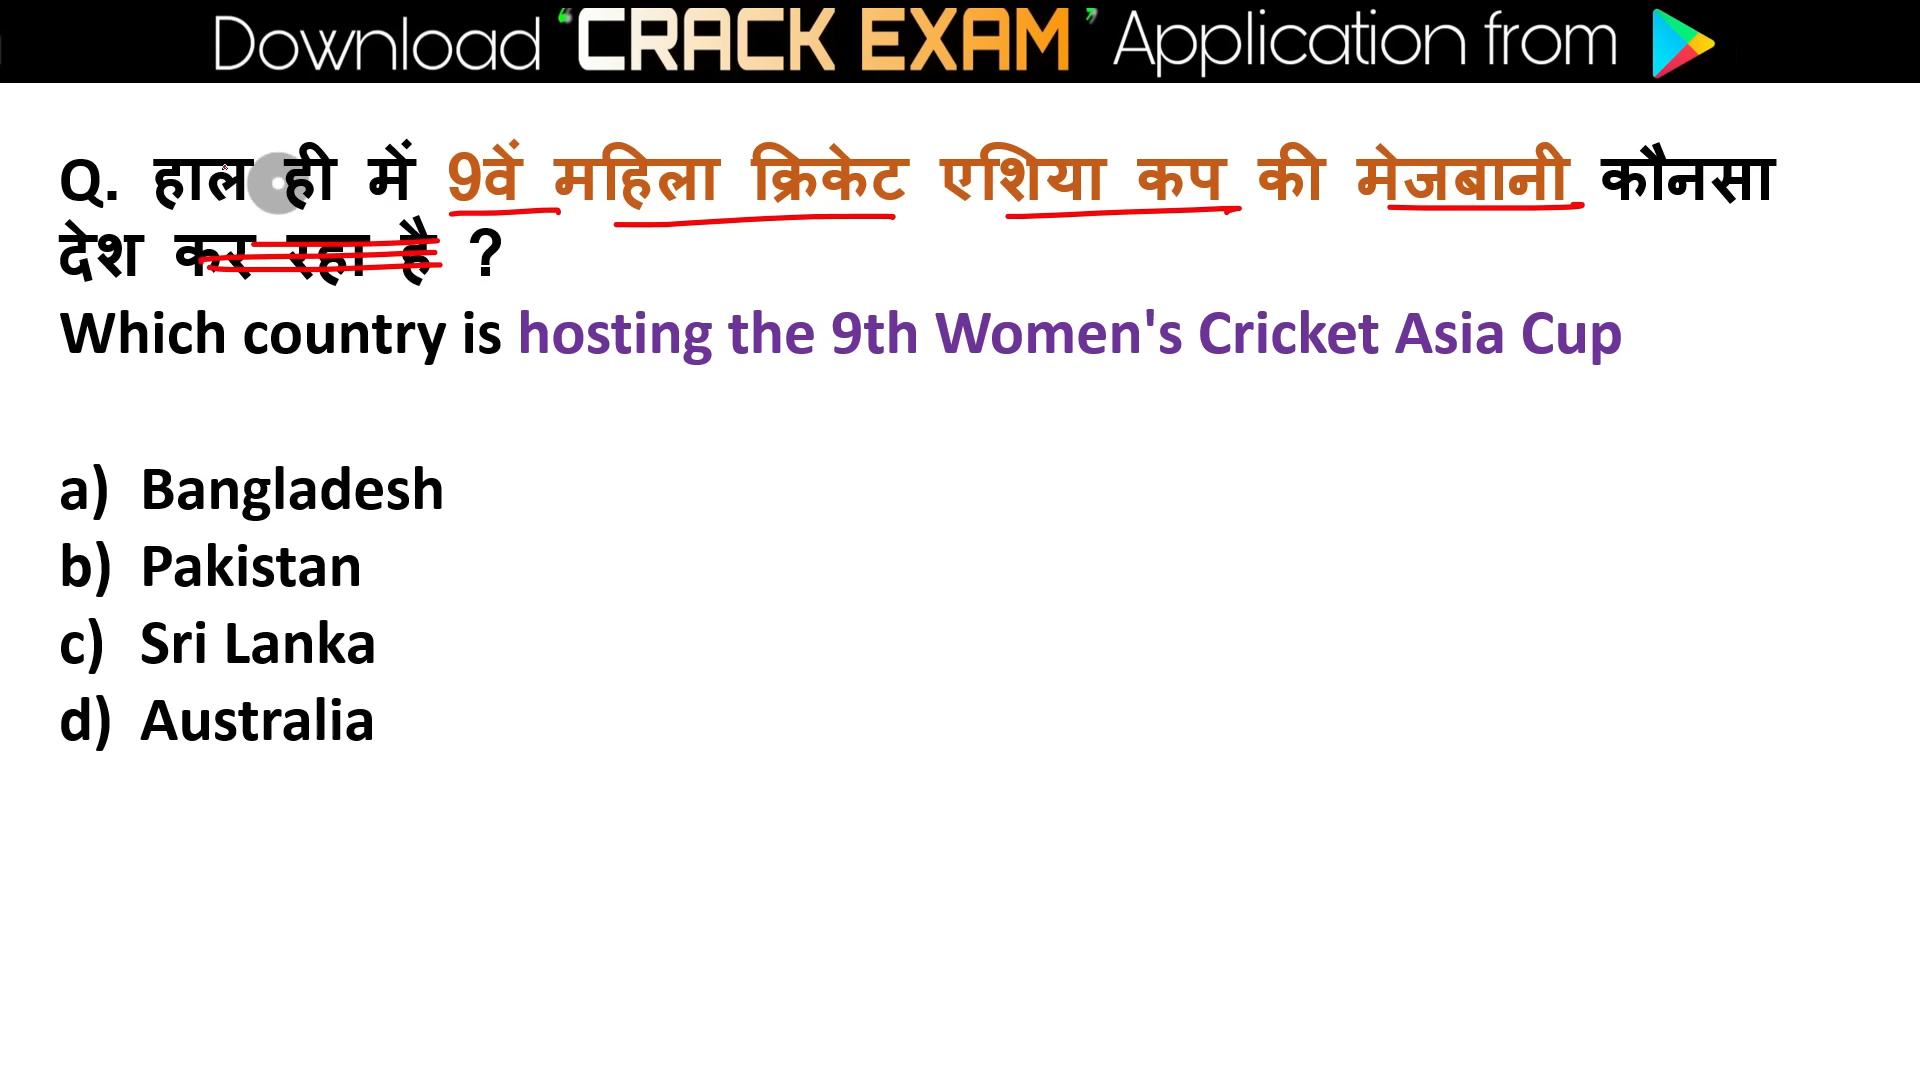 Download ‘CRACK EXAM’ Application from
Q. हाल ही में 9वें महिला क्रिकेट एशिया कप की मेजबानी कौनसा
देश कर रहा है ?
Which country is hosting the 9th Women's Cricket Asia Cup
a) Bangladesh
b) Pakistan
c) Sri Lanka
d) Australia